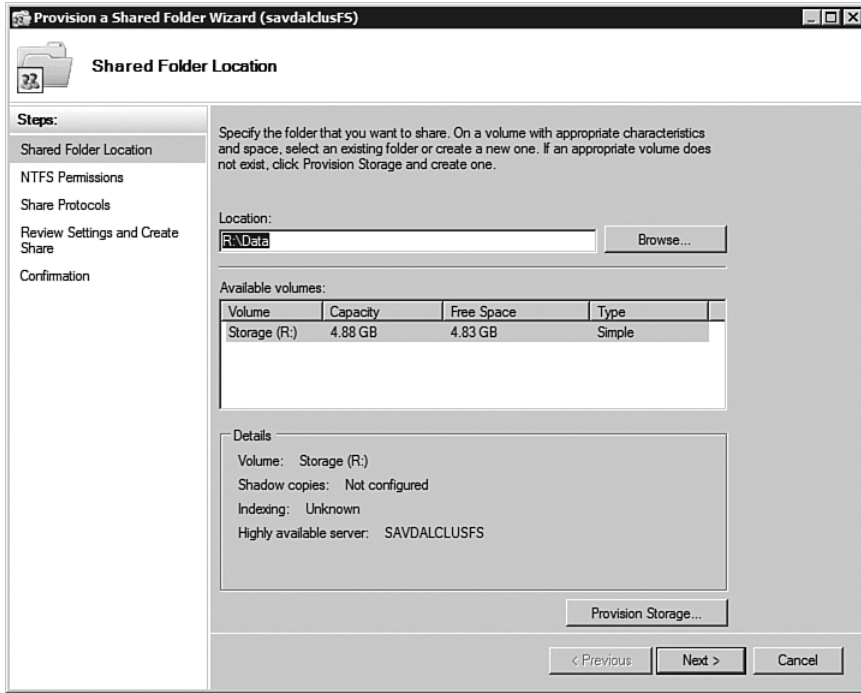 Provision a Shared Folder Wizard (savdalclusFS)
Shared Folder Location
Steps:
Shared Folder Location
NTFS Permissions
Share Protocols
Review Settings and Create
Share
Confirmation
Specify the folder that you want to share. On a volume with appropriate characteristics
and space, select an existing folder or create a new one. If an appropriate volume does
not exist, click Provision Storage and create one.
Location:
R:\Data
Browse...
Available volumes:
Volume Capacity Free Space Type
Storage (R:) 4.88 GB 4.83 GB Simple
Details
Volume: Storage (R:)
Shadow copies: Not configured
Indexing: Unknown
Highly available server: SAVDALCLUSFS
Provision Storage...
< Previous Next > Cancel